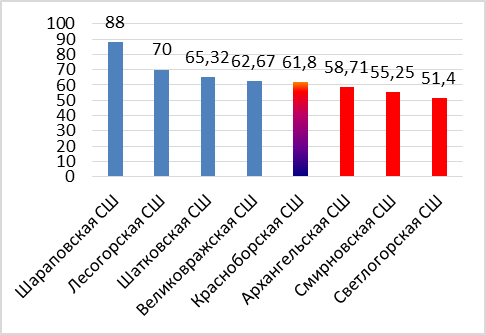 100
90
80
70
60
50
40
30
20
10
0
88
70
65,32
62,67
61,8
58,71
55,25
51,4
Шараповская СШ
Лесогорская СШ
Шатковская СШ
Великовражская СШ
Красноборская СШ
Архангельская СШ
Смирновская СШ
Светлогорская СШ